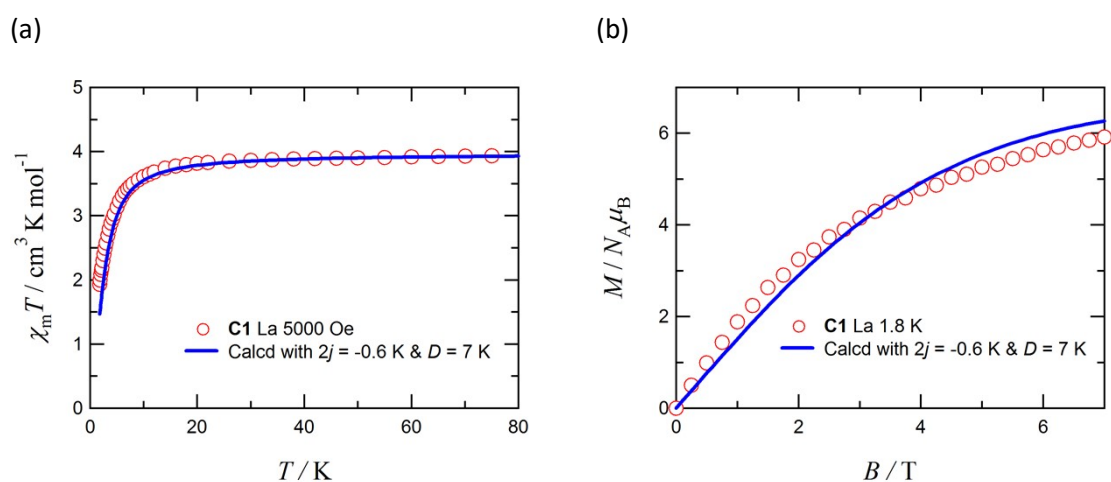 (a)
(b)
χₘT / cm³ K mol⁻¹
5
4
3
2
1
0
C1 La 5000 Oe
Calcd with 2j = -0.6 K & D = 7 K
0 20 40 60 80
T / K
M / N_Aμ_B
6
4
2
0
C1 La 1.8 K
Calcd with 2j = -0.6 K & D = 7 K
0 2 4 6
B / T